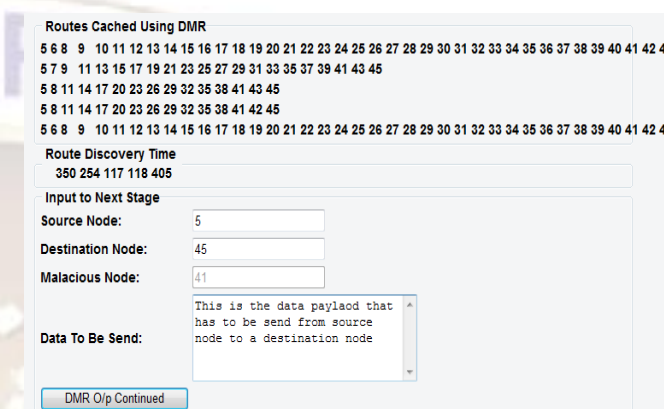 Routes Cached Using DMR
5 6 8 9 10 11 12 13 14 15 16 17 18 19 20 21 22 23 24 25 26 27 28 29 30 31 32 33 34 35 36 37 38 39 40 41 42 4
5 7 9 11 13 15 17 19 21 23 25 27 29 31 33 35 37 39 41 43 45
5 8 11 14 17 20 23 26 29 32 35 38 41 43 45
5 8 11 14 17 20 23 26 29 32 35 38 41 42 45
5 6 8 9 10 11 12 13 14 15 16 17 18 19 20 21 22 23 24 25 26 27 28 29 30 31 32 33 34 35 36 37 38 39 40 41 42 4
Route Discovery Time
350 254 117 118 405
Input to Next Stage
Source Node: 5
Destination Node: 45
Malacious Node: 41
Data To Be Send:
This is the data paylaod that
has to be send from source
node to a destination node
DMR O/p Continued